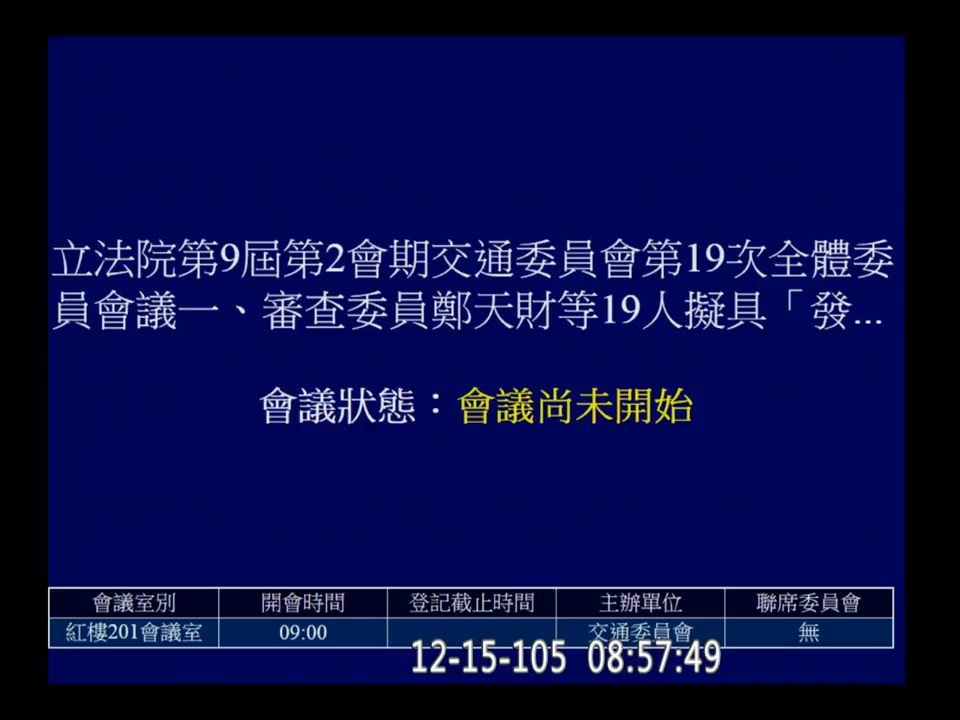 立法院第9屆第2會期交通委員會第19次全體委
員會議一、審查委員鄭天財等19人擬具「發...
會議狀態：會議尚未開始
會議室別 開會時間 登記截止時間 主辦單位 聯席委員會
紅樓201會議室 09:00 交通委員會 無
12-15-105 08:57:49